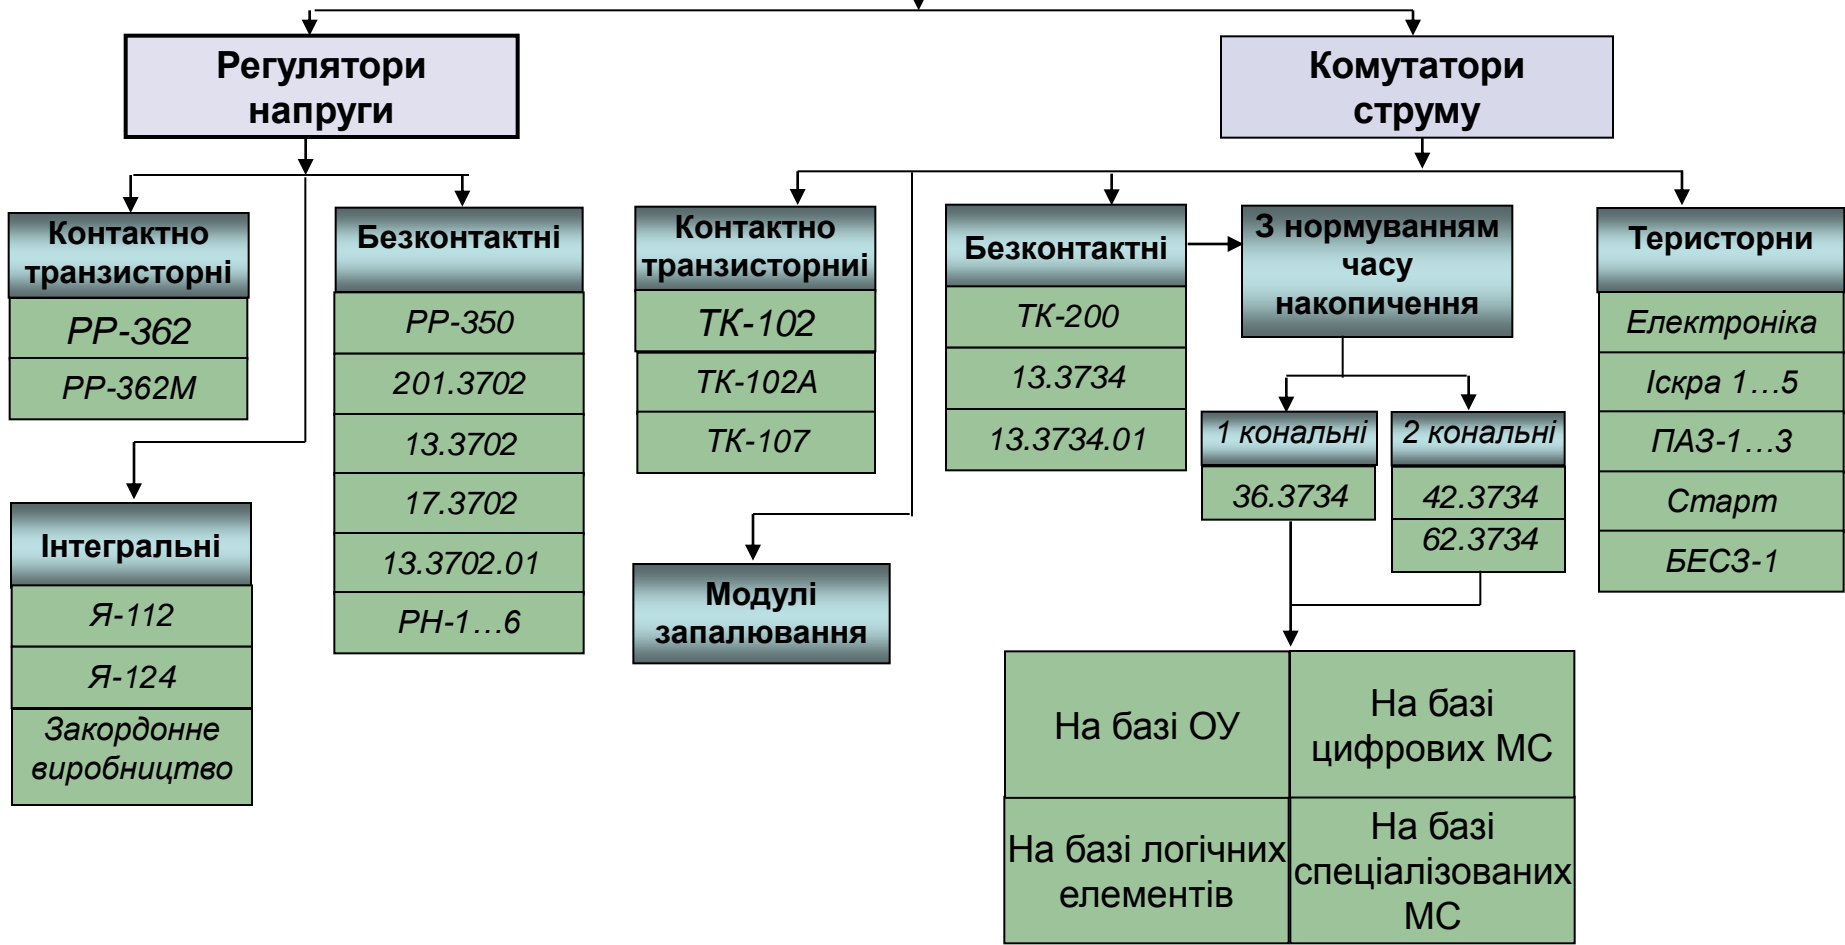 Регулятори
напруги
Комутатори
струму
Контактно
транзисторні
РР-362
РР-362М
Інтегральні
Я-112
Я-124
Закордонне
виробництво
Безконтактні
РР-350
201.3702
13.3702
17.3702
13.3702.01
РН-1…6
Контактно
транзисторниі
ТК-102
ТК-102А
ТК-107
Модулі
запалювання
Безконтактні
ТК-200
13.3734
13.3734.01
З нормуванням
часу
накопичення
1 кональні
36.3734
2 кональні
42.3734
62.3734
Теристорни
Електроніка
Іскра 1…5
ПАЗ-1…3
Старт
БЕСЗ-1
На базі ОУ
На базі
цифрових МС
На базі логічних
елементів
На базі
спеціалізованих
МС